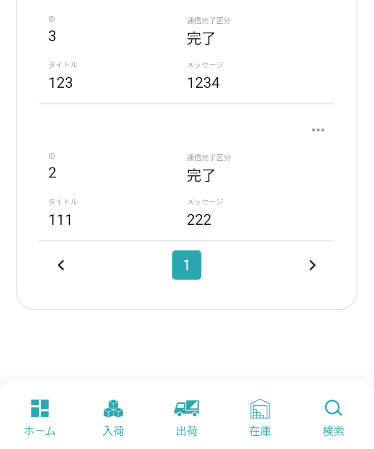 ID
通信完了区分
3
完了
タイトル
メッセージ
123
1234
ID
通信完了区分
2
完了
タイトル
メッセージ
111
222
1
ホーム
入荷
出荷
在庫
検索